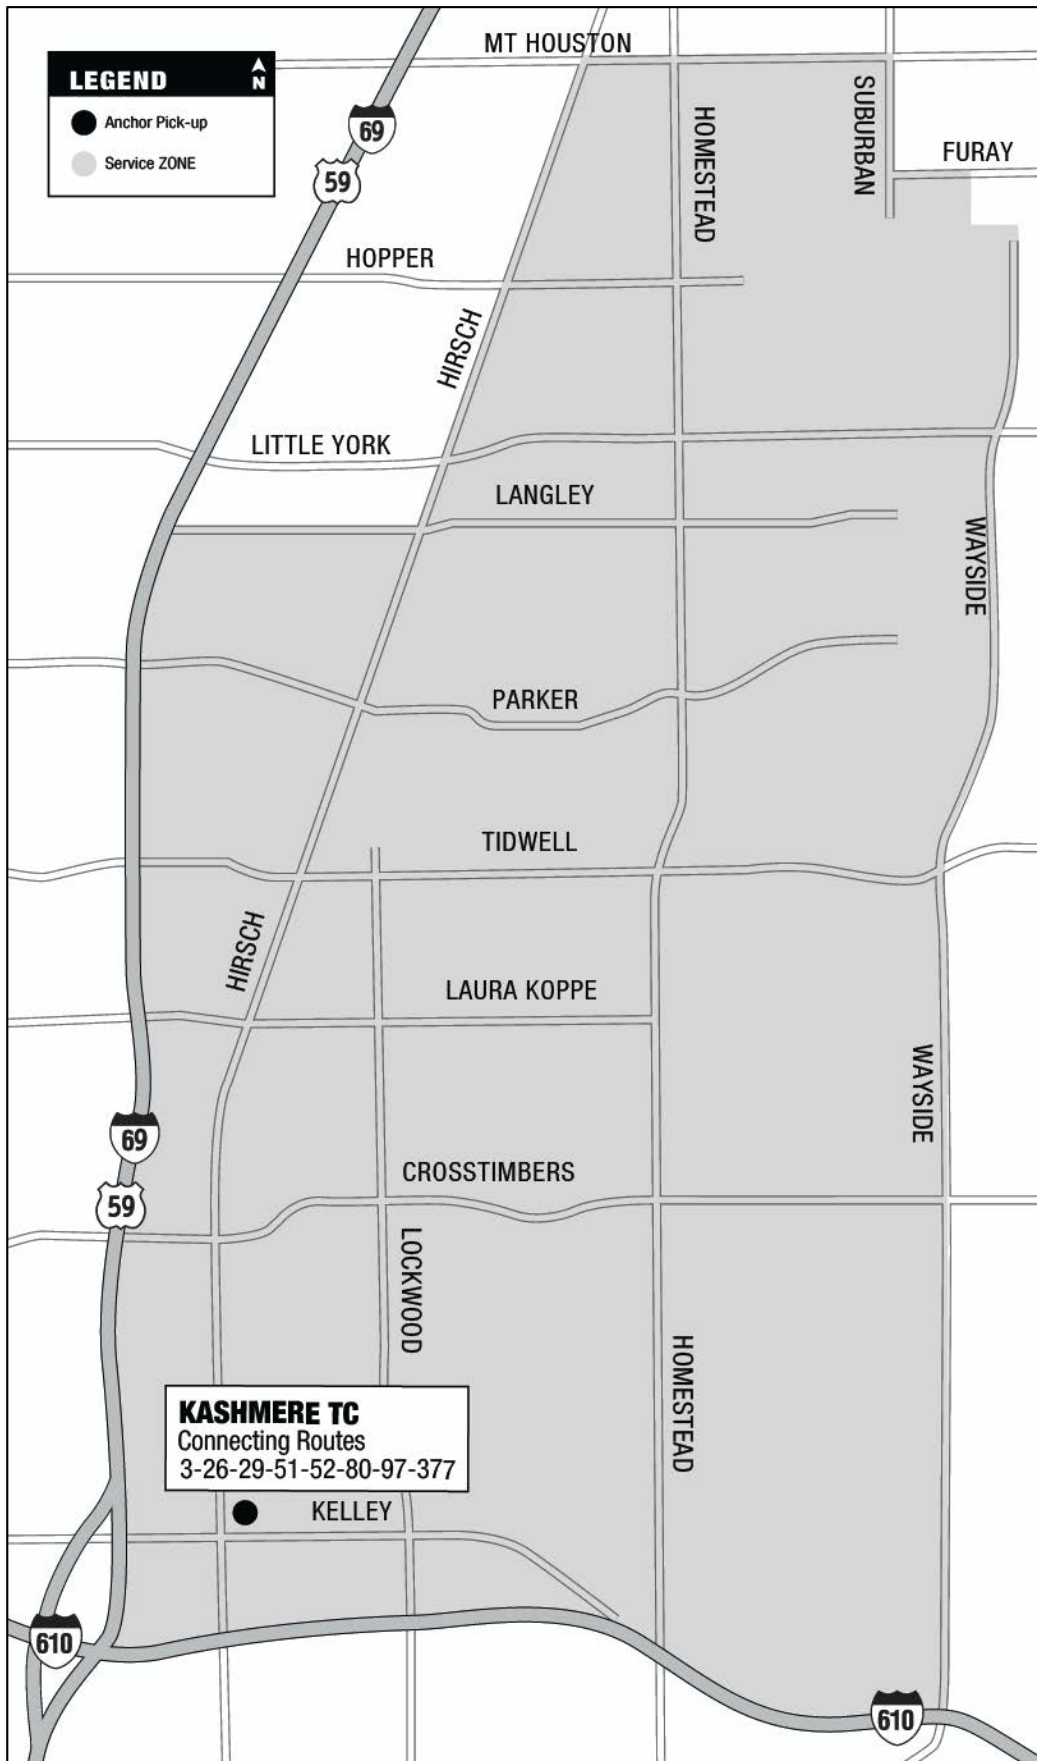 MT HOUSTON
LEGEND
N
Anchor Pick-up
Service ZONE
69
59
HOMESTEAD
SUBURBAN
FURAY
HOPPER
HIRSCH
LITTLE YORK
LANGLEY
WAYSIDE
PARKER
TIDWELL
HIRSCH
LAURA KOPPE
WAYSIDE
69
59
CROSSTIMBERS
LOCKWOOD
HOMESTEAD
KASHMERE TC
Connecting Routes
3-26-29-51-52-80-97-377
KELLEY
610
610